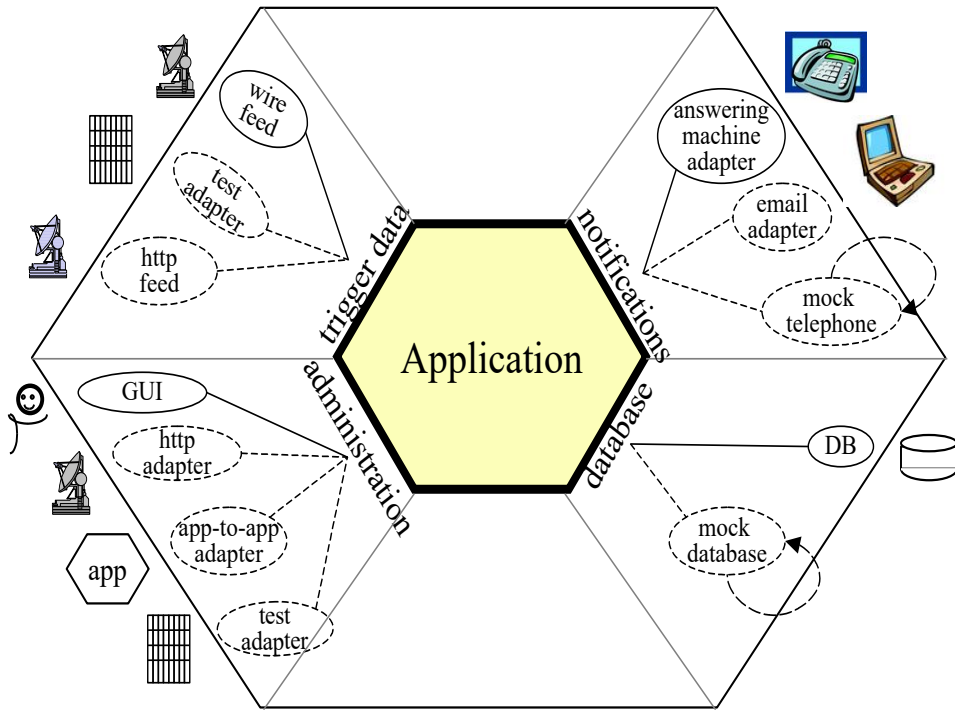 wire
feed
test
adapter
http
feed
trigger data
answering
machine
adapter
email
adapter
mock
telephone
notifications
Application
GUI
http
adapter
app-to-app
adapter
test
adapter
administration
app
database
DB
mock
database